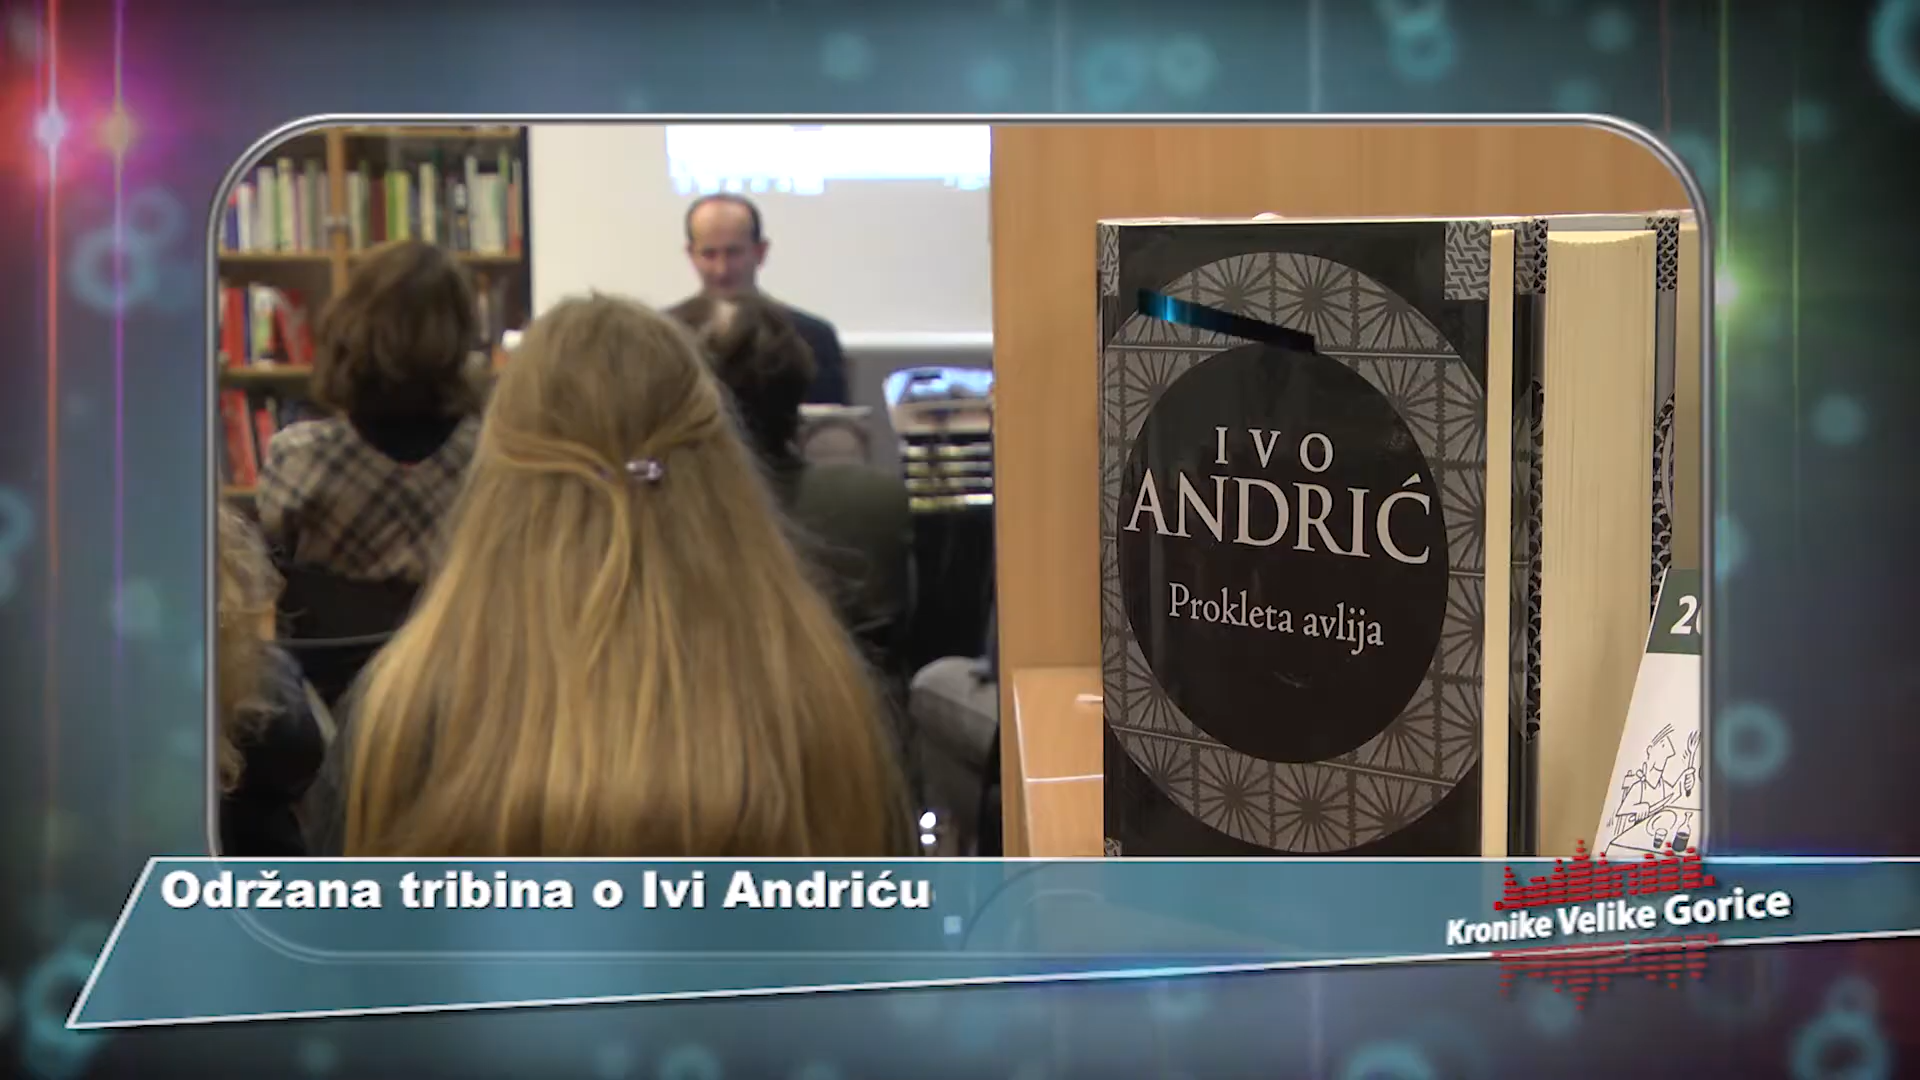 IVO
ANDRIĆ
Prokleta avlija
Održana tribina o Ivi Andriću
Kronike Velike Gorice